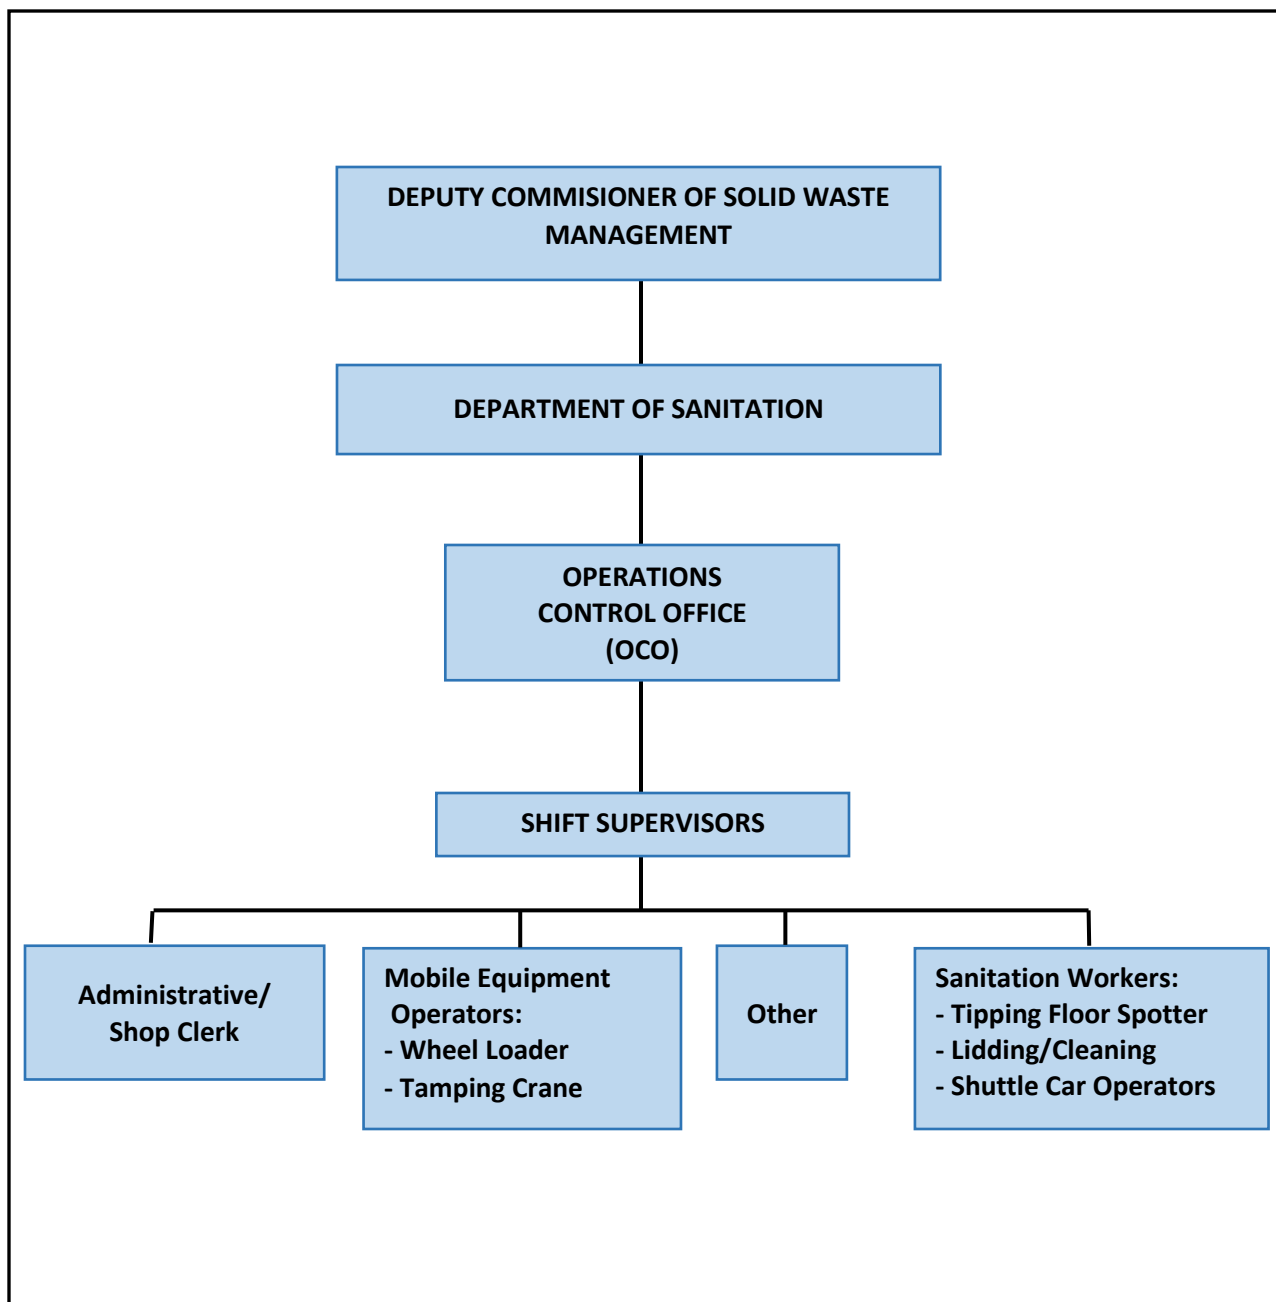 DEPUTY COMMISIONER OF SOLID WASTE
MANAGEMENT
DEPARTMENT OF SANITATION
OPERATIONS
CONTROL OFFICE
(OCO)
SHIFT SUPERVISORS
Administrative/
Shop Clerk
Mobile Equipment
Operators:
- Wheel Loader
- Tamping Crane
Other
Sanitation Workers:
- Tipping Floor Spotter
- Lidding/Cleaning
- Shuttle Car Operators